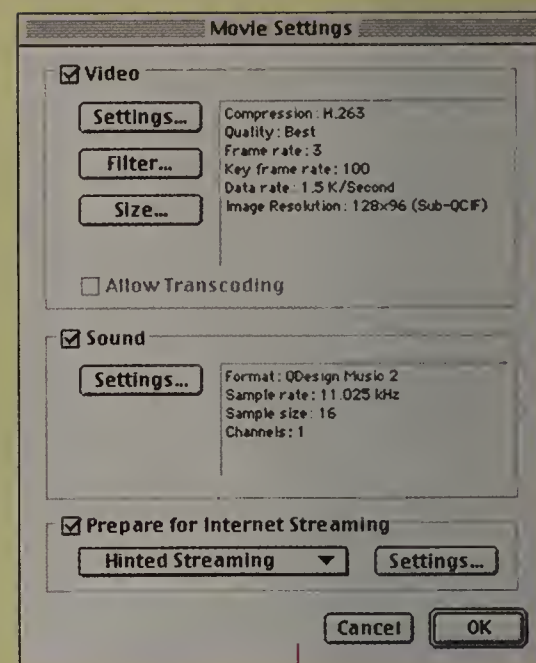 Movie Settings
Video
Settings...
Filter...
Size...
Compression: H.263
Quality: Best
Frame rate: 3
Key frame rate: 100
Data rate: 1.5 K/Second
Image Resolution: 128x96 (Sub-QCIF)
Allow Transcoding
Sound
Settings...
Format: QDesign Music 2
Sample rate: 11.025 kHz
Sample size: 16
Channels: 1
Prepare for Internet Streaming
Hinted Streaming
Settings...
Cancel
OK